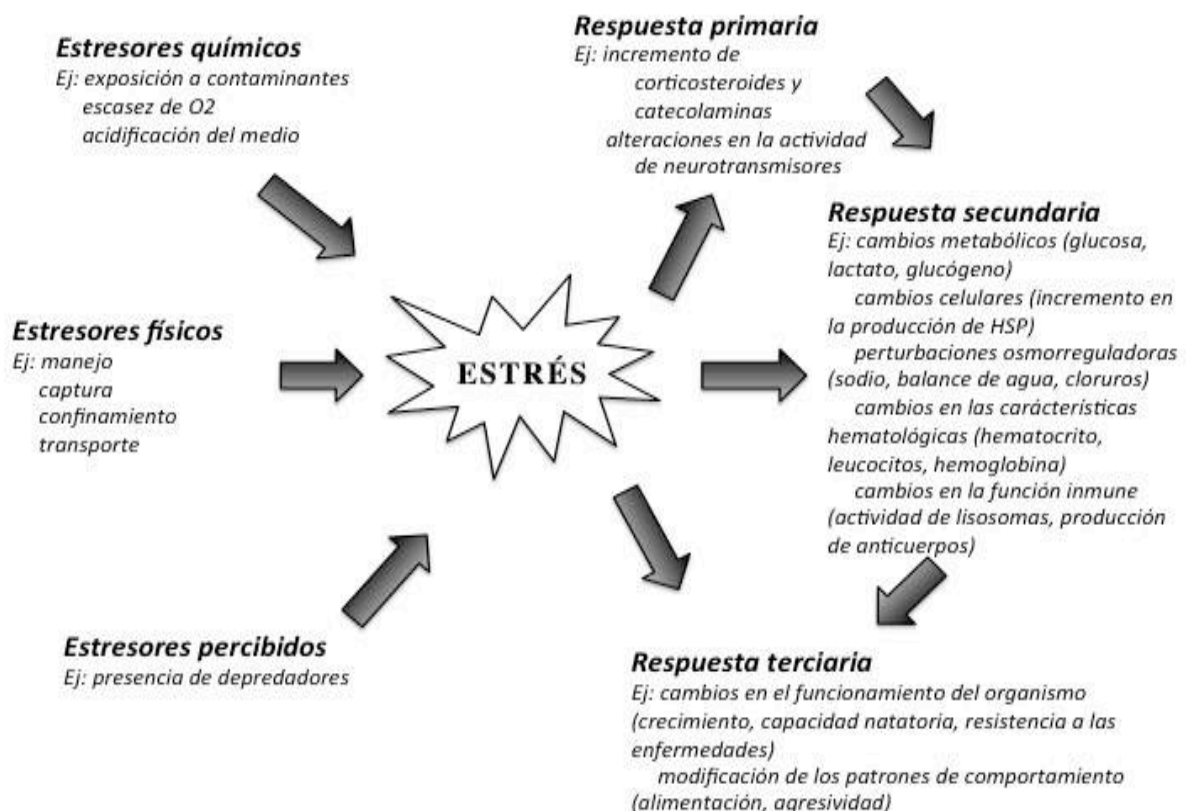 Estresores químicos
Ej: exposición a contaminantes
escasez de O2
acidificación del medio
Respuesta primaria
Ej: incremento de
corticosteroides y
catecolaminas
alteraciones en la actividad
de neurotransmisores
Estresores físicos
Ej: manejo
captura
confinamiento
transporte
ESTRÉS
Respuesta secundaria
Ej: cambios metabólicos (glucosa,
lactato, glucógeno)
cambios celulares (incremento en
la producción de HSP)
perturbaciones osmorreguladoras
(sodio, balance de agua, cloruros)
cambios en las carácterísticas
hematológicas (hematocrito,
leucocitos, hemoglobina)
cambios en la función inmune
(actividad de lisosomas, producción
de anticuerpos)
Estresores percibidos
Ej: presencia de depredadores
Respuesta terciaria
Ej: cambios en el funcionamiento del organismo
(crecimiento, capacidad natatoria, resistencia a las
enfermedades)
modificación de los patrones de comportamiento
(alimentación, agresividad)